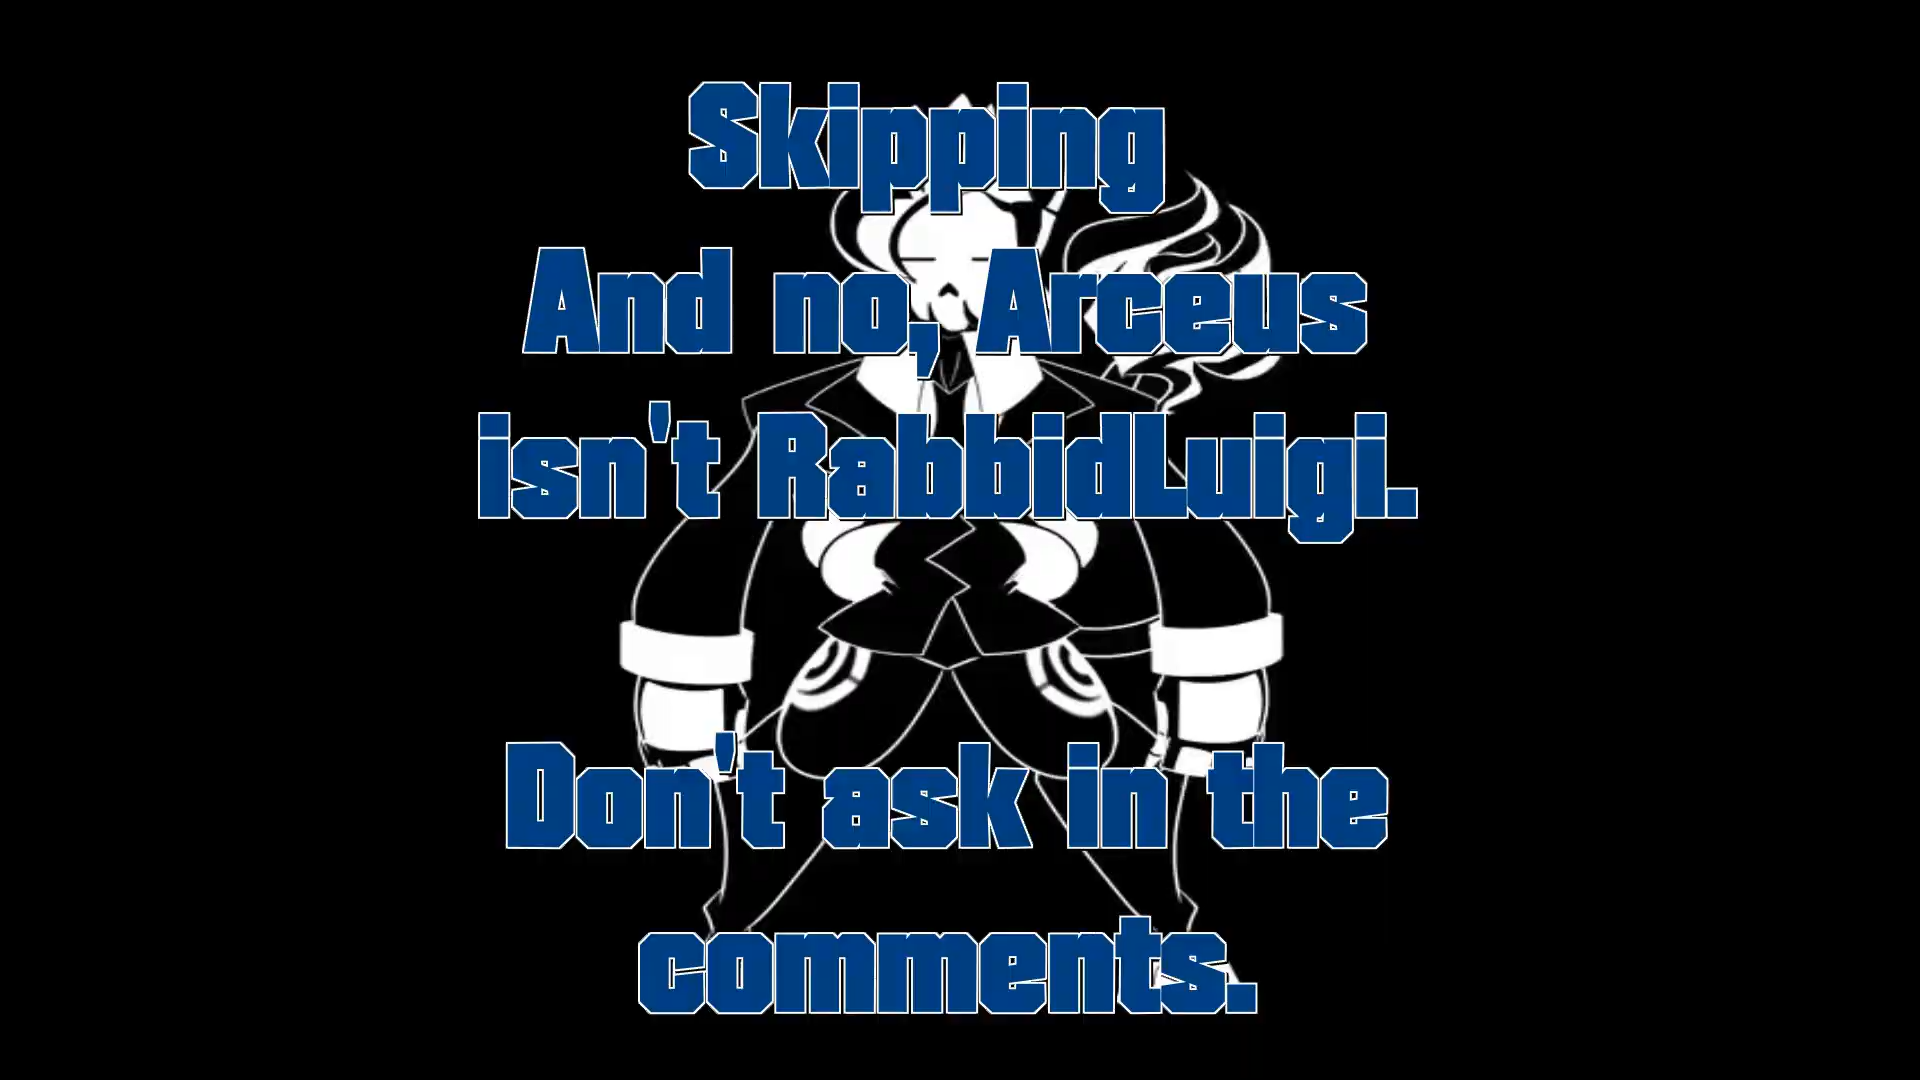 Skipping
And no, Arceus
isn't RabbidLuigi.
Don't ask in the
comments.